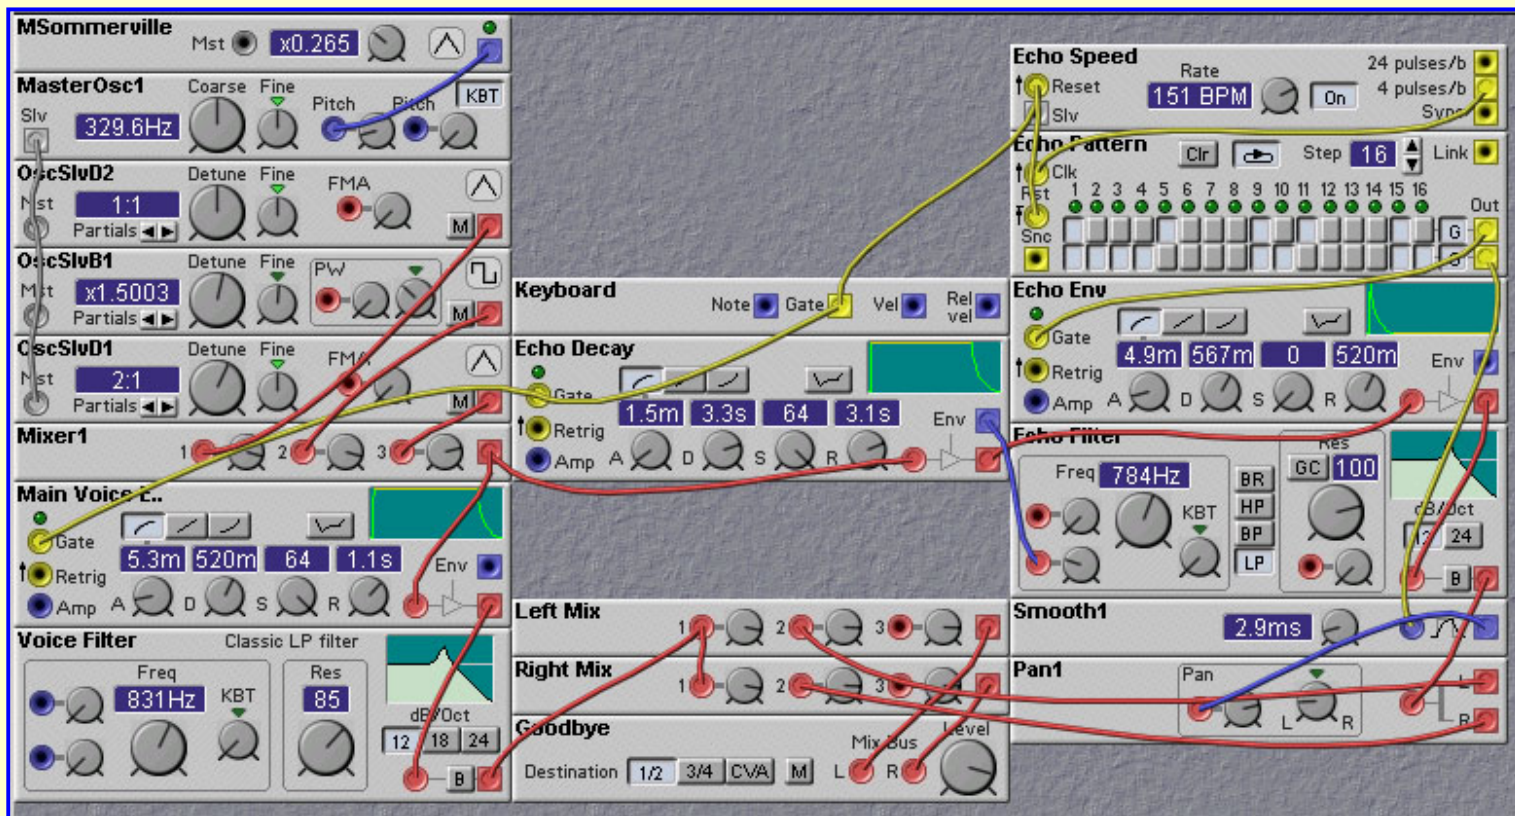 MSommerville
Mst x0.265
MasterOsc1 Coarse Fine
Pitch Pitch KBT
Slv 329.6Hz
OscSlvD2 Detune Fine
FMA
Mst 1:1
Partials M
OscSlvB1 Detune Fine
PW
Mst x1.5003
Partials M
OscSlvD1 Detune Fine
FMA
Mst 2:1
Partials M
Mixer1
1 2 3
Main Voice E..
Gate
5.3m 520m 64 1.1s
Retrig Env
Amp A D S R
Voice Filter Classic LP filter
Freq Res
831Hz KBT 85
dB/Oct
12 18 24
B
Keyboard
Note Gate Vel Rel vel
Echo Decay
Gate
1.5m 3.3s 64 3.1s
Retrig Env
Amp A D S R
Left Mix
1 2 3
Right Mix
1 2 3
Goodbye
Mix Bus Level
Destination 1/2 3/4 CVA M L R
Echo Speed
24 pulses/b
Rate
Reset 151 BPM On 4 pulses/b
Slv Sync
Echo Pattern
Clr Step 16 Link
Clk
Rst 1 2 3 4 5 6 7 8 9 10 11 12 13 14 15 16
Out
G
Snc
Echo Env
Gate
4.9m 567m 0 520m
Retrig Env
Amp A D S R
Echo Filter
Res
Freq 784Hz BR GC 100
KBT HP
BP
LP
dB/Oct
12 24
B
Smooth1
2.9ms
Pan1
Pan
L R
L
R